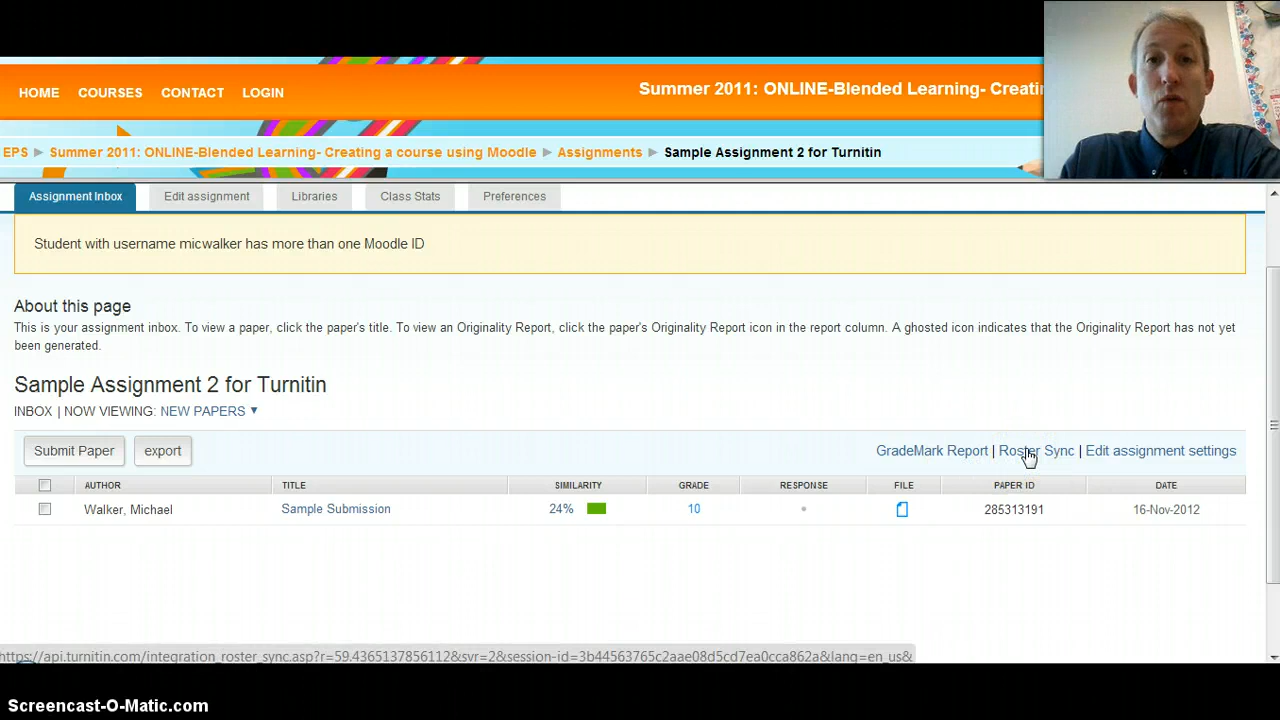 HOME COURSES CONTACT LOGIN
Summer 2011: ONLINE-Blended Learning- Creati
EPS ▶ Summer 2011: ONLINE-Blended Learning- Creating a course using Moodle ▶ Assignments ▶ Sample Assignment 2 for Turnitin
Assignment Inbox Edit assignment Libraries Class Stats Preferences
Student with username micwalker has more than one Moodle ID
About this page
This is your assignment inbox. To view a paper, click the paper's title. To view an Originality Report, click the paper's Originality Report icon in the report column. A ghosted icon indicates that the Originality Report has not yet
been generated.
Sample Assignment 2 for Turnitin
INBOX | NOW VIEWING: NEW PAPERS ▼
Submit Paper export GradeMark Report | Roster Sync | Edit assignment settings
AUTHOR TITLE SIMILARITY GRADE RESPONSE FILE PAPER ID DATE
Walker, Michael Sample Submission 24% 10 285313191 16-Nov-2012
https://api.turnitin.com/integration_roster_sync.asp?r=59.43651378561128&svr=2&session-id=3b44563765c2aae08d5cd7ea0cca862a&lang=en_us&
Screencast-O-Matic.com